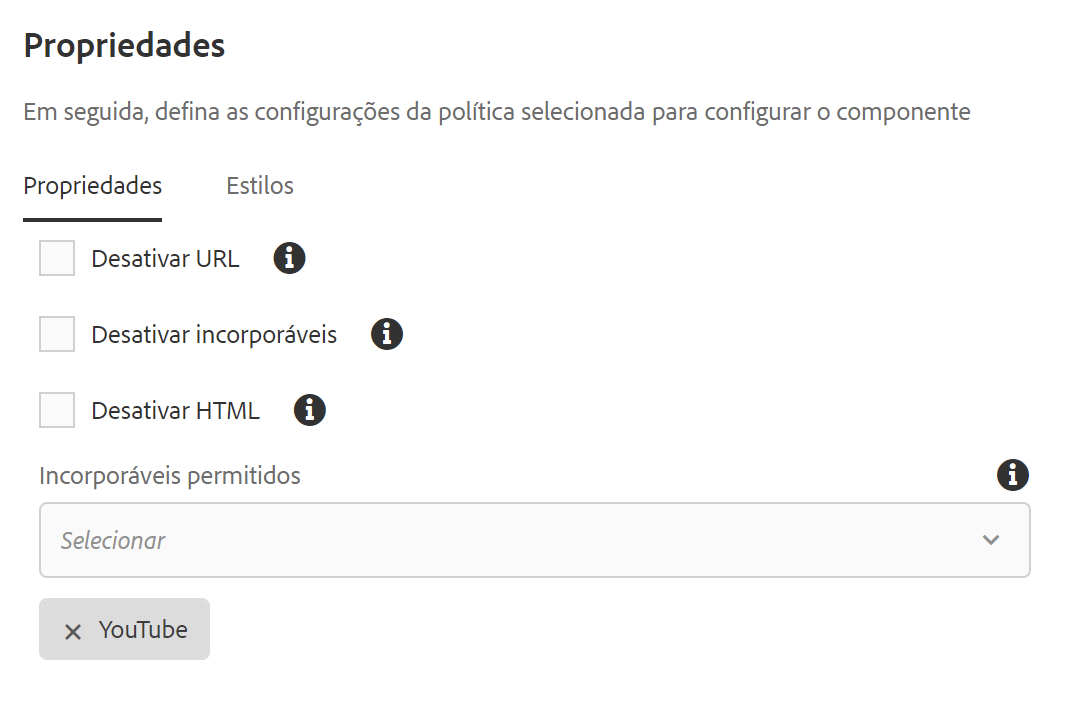 Propriedades
Em seguida, defina as configurações da política selecionada para configurar o componente
Propriedades Estilos
Desativar URL
Desativar incorporáveis
Desativar HTML
Incorporáveis permitidos
Selecionar
YouTube